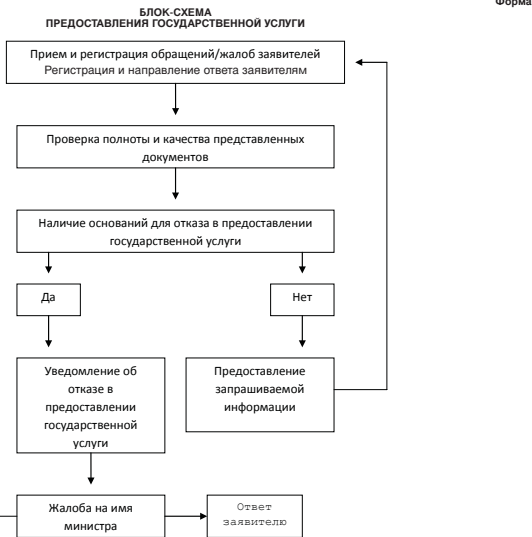 Форма
БЛОК-СХЕМА
ПРЕДОСТАВЛЕНИЯ ГОСУДАРСТВЕННОЙ УСЛУГИ
Прием и регистрация обращений/жалоб заявителей
Регистрация и направление ответа заявителям
Проверка полноты и качества представленных
документов
Наличие оснований для отказа в предоставлении
государственной услуги
Да
Нет
Уведомление об
отказе в
предоставлении
государственной
услуги
Предоставление
запрашиваемой
информации
Жалоба на имя
министра
Ответ
заявителю